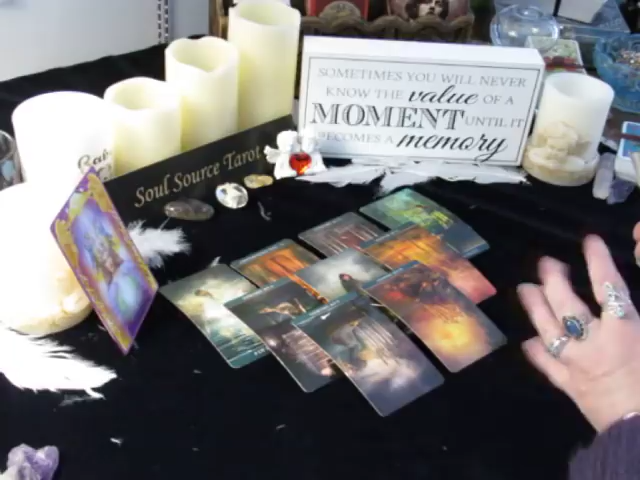 SOMETIMES YOU WILL NEVER
KNOW THE value OF A
MOMENT UNTIL IT
BECOMES A memory
Soul Source Tarot